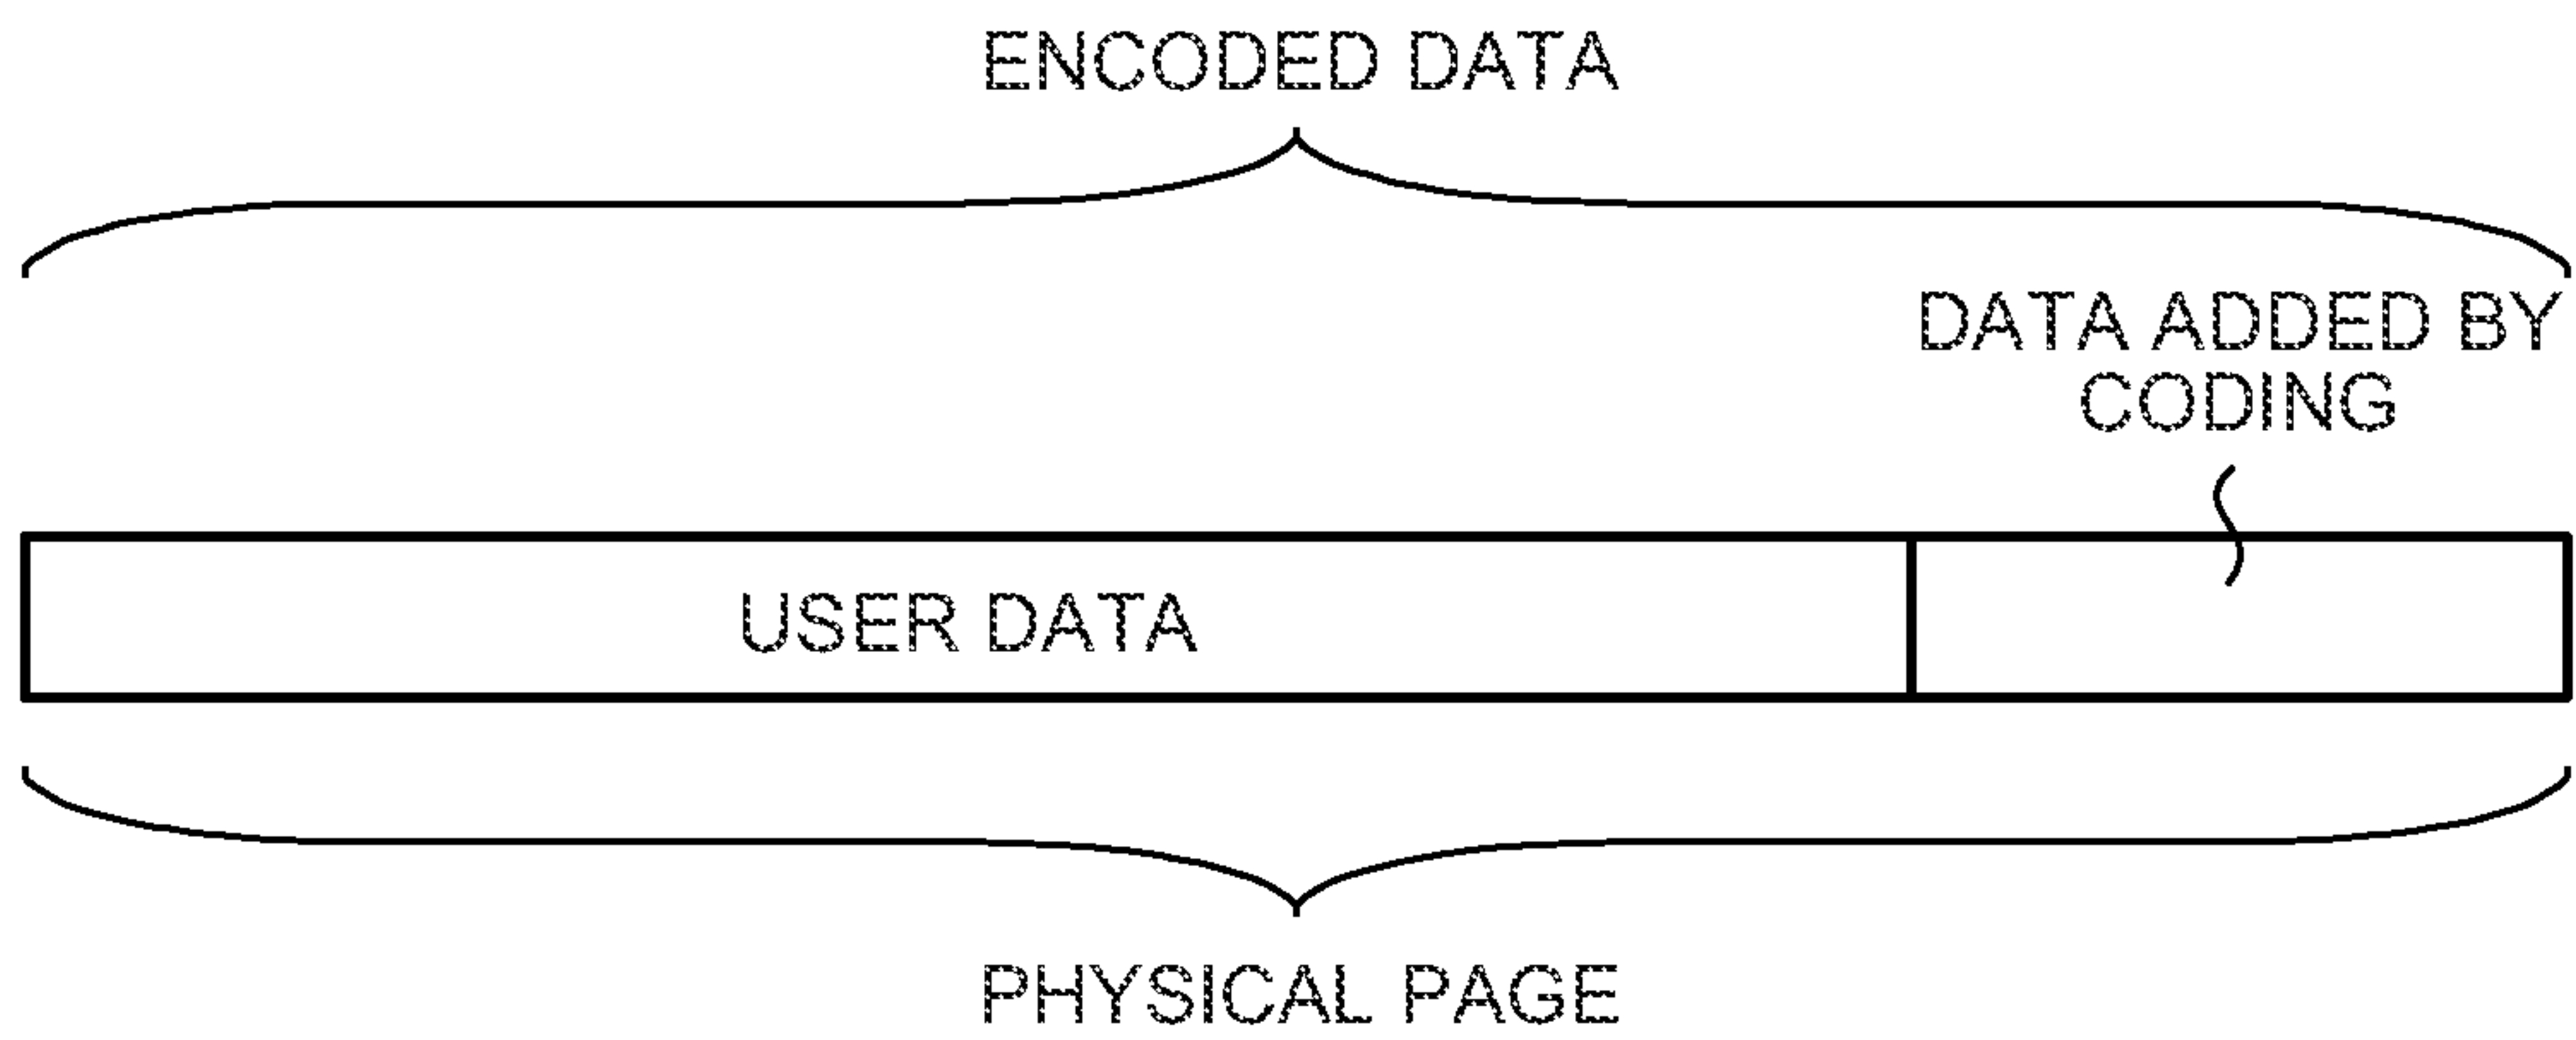 ENCODED DATA
DATA ADDED BY
CODING
USER DATA
PHYSICAL PAGE